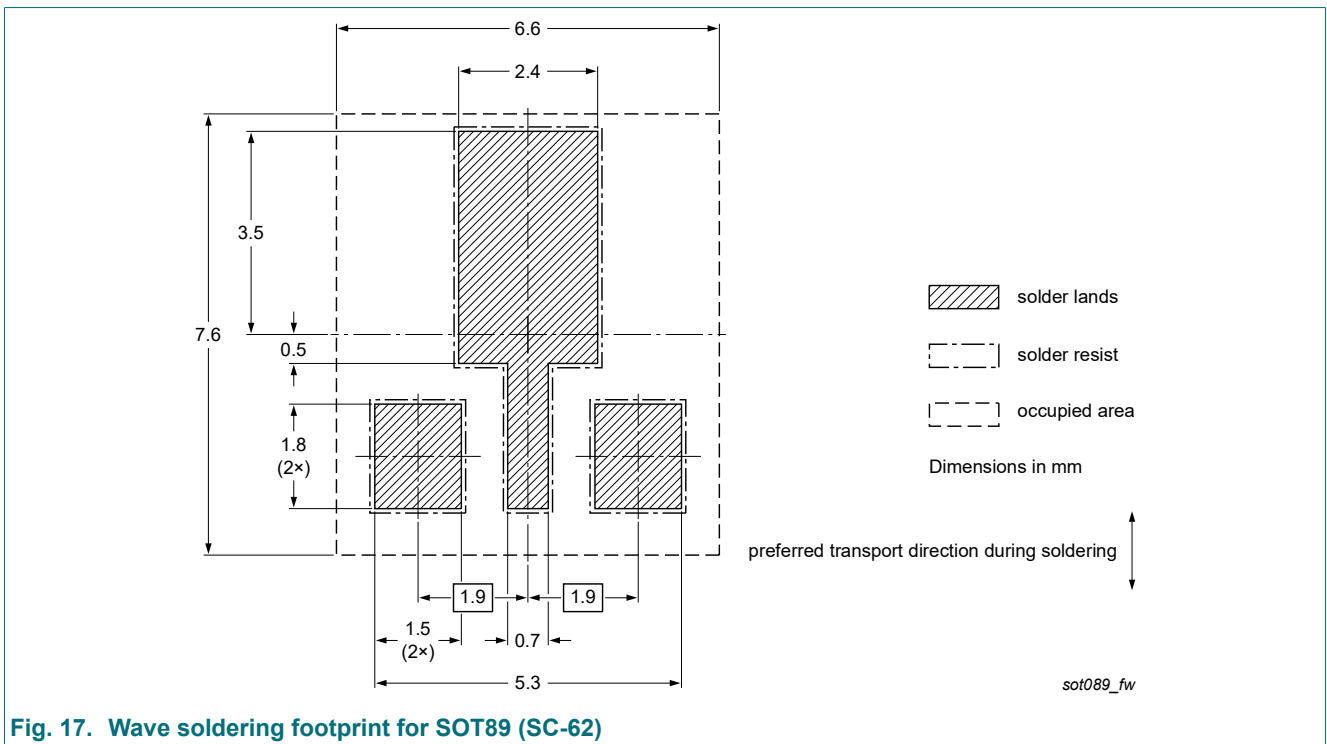 6.6
2.4
3.5
7.6
0.5
solder lands
solder resist
occupied area
1.8
(2×)
Dimensions in mm
preferred transport direction during soldering
1.9
1.9
1.5
(2×)
0.7
5.3
sot089_fw
Fig. 17. Wave soldering footprint for SOT89 (SC-62)